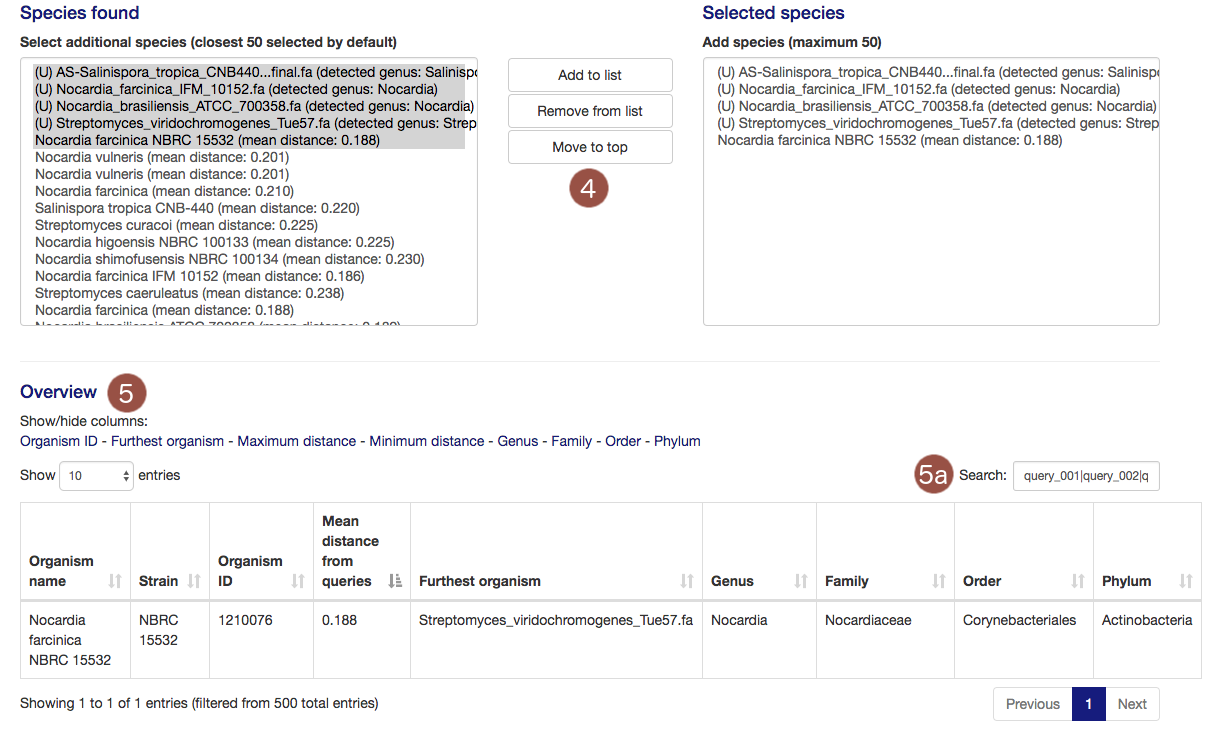 Species found
Select additional species (closest 50 selected by default)
(U) AS-Salinispora_tropica_CNB440...final.fa (detected genus: Salinispo
(U) Nocardia_farcinica_IFM_10152.fa (detected genus: Nocardia)
(U) Nocardia_brasiliensis_ATCC_700358.fa (detected genus: Nocardia)
(U) Streptomyces_viridochromogenes_Tue57.fa (detected genus: Strep
Nocardia farcinica NBRC 15532 (mean distance: 0.188)
Nocardia vulneris (mean distance: 0.201)
Nocardia vulneris (mean distance: 0.201)
Nocardia farcinica (mean distance: 0.210)
Salinispora tropica CNB-440 (mean distance: 0.220)
Streptomyces curacoi (mean distance: 0.225)
Nocardia higoensis NBRC 100133 (mean distance: 0.225)
Nocardia shimofusensis NBRC 100134 (mean distance: 0.230)
Nocardia farcinica IFM 10152 (mean distance: 0.186)
Streptomyces caeruleatus (mean distance: 0.238)
Nocardia farcinica (mean distance: 0.188)
Add to list
Remove from list
Move to top
4
Selected species
Add species (maximum 50)
(U) AS-Salinispora_tropica_CNB440...final.fa (detected genus: Salinispo
(U) Nocardia_farcinica_IFM_10152.fa (detected genus: Nocardia)
(U) Nocardia_brasiliensis_ATCC_700358.fa (detected genus: Nocardia)
(U) Streptomyces_viridochromogenes_Tue57.fa (detected genus: Strep
Nocardia farcinica NBRC 15532 (mean distance: 0.188)
Overview 5
Show/hide columns:
Organism ID - Furthest organism - Maximum distance - Minimum distance - Genus - Family - Order - Phylum
Show 10 entries
5a Search: query_001|query_002|q
Organism name
Strain
Organism ID
Mean distance from queries
Furthest organism
Genus
Family
Order
Phylum
Nocardia farcinica NBRC 15532
NBRC 15532
1210076
0.188
Streptomyces_viridochromogenes_Tue57.fa
Nocardia
Nocardiaceae
Corynebacteriales
Actinobacteria
Showing 1 to 1 of 1 entries (filtered from 500 total entries)
Previous 1 Next